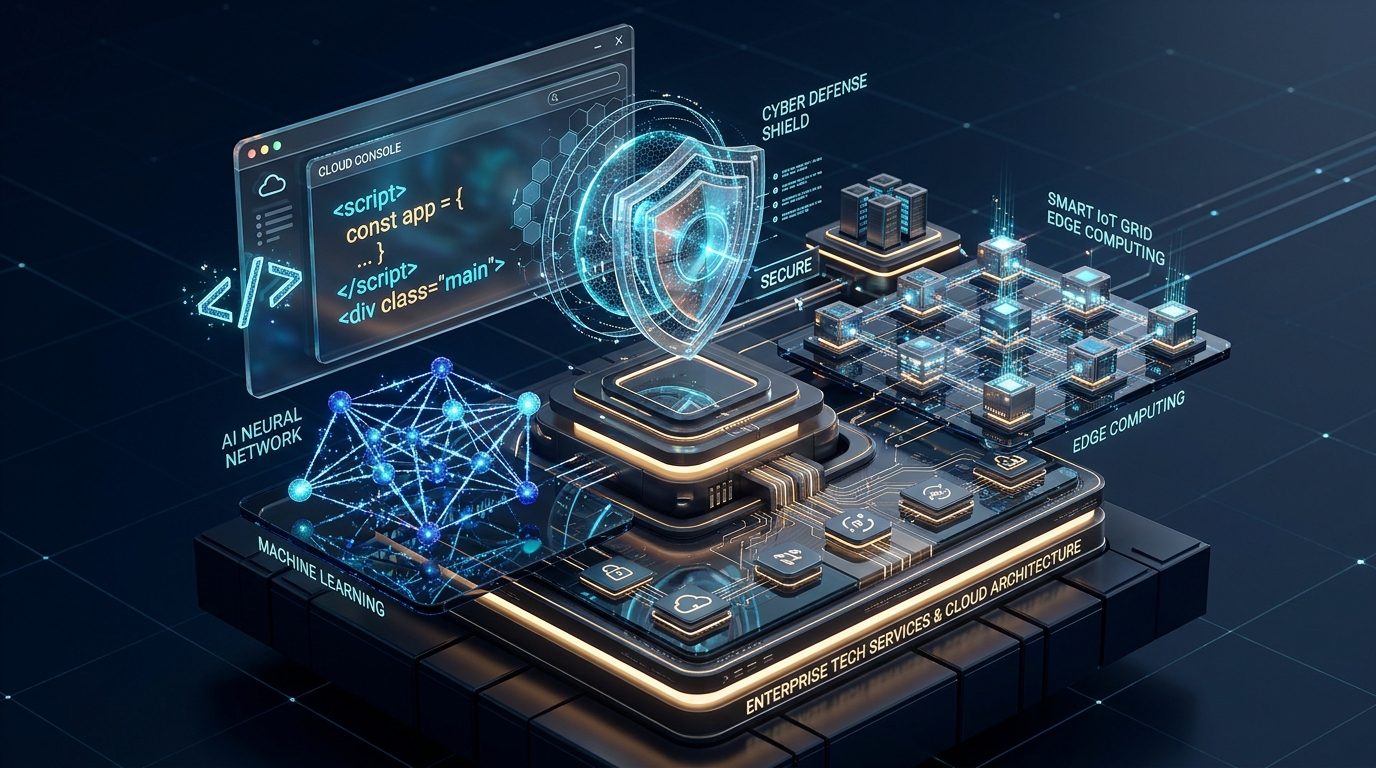 CLOUD CONSOLE
<script>
const app = {
... }
</script>
<div class="main">
</>
CYBER DEFENSE
SHIELD
SECURE
SMART IoT GRID
EDGE COMPUTING
EDGE COMPUTING
AI NEURAL
NETWORK
MACHINE LEARNING
ENTERPRISE TECH SERVICES & CLOUD ARCHITECTURE